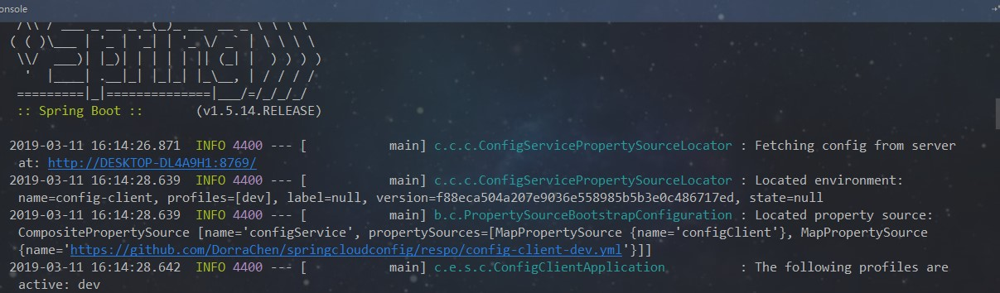 onsole
 /\\ / ___ _ __ _ _(_)_ __  __ _ \ \ \ \
( ( )\___ | '_ | '_| | '_ \/ _` | \ \ \ \
 \\/  ___)| |_)| | | | | || (_| |  ) ) ) )
  '  |____| .__|_| |_|_| |_\__, | / / / /
 =========|_|==============|___/=/_/_/_/
 :: Spring Boot ::        (v1.5.14.RELEASE)
2019-03-11 16:14:26.871  INFO 4400 --- [           main] c.c.c.ConfigServicePropertySourceLocator : Fetching config from server
at: http://DESKTOP-DL4A9H1:8769/
2019-03-11 16:14:28.639  INFO 4400 --- [           main] c.c.c.ConfigServicePropertySourceLocator : Located environment:
name=config-client, profiles=[dev], label=null, version=f88eca504a207e9036e558985b5b3e0c486717ed, state=null
2019-03-11 16:14:28.639  INFO 4400 --- [           main] b.c.PropertySourceBootstrapConfiguration : Located property source:
CompositePropertySource [name='configService', propertySources=[MapPropertySource {name='configClient'}, MapPropertySource
{name='https://github.com/DorraChen/springcloudconfig/respo/config-client-dev.yml'}]]
2019-03-11 16:14:28.642  INFO 4400 --- [           main] c.e.s.c.ConfigClientApplication          : The following profiles are
active: dev